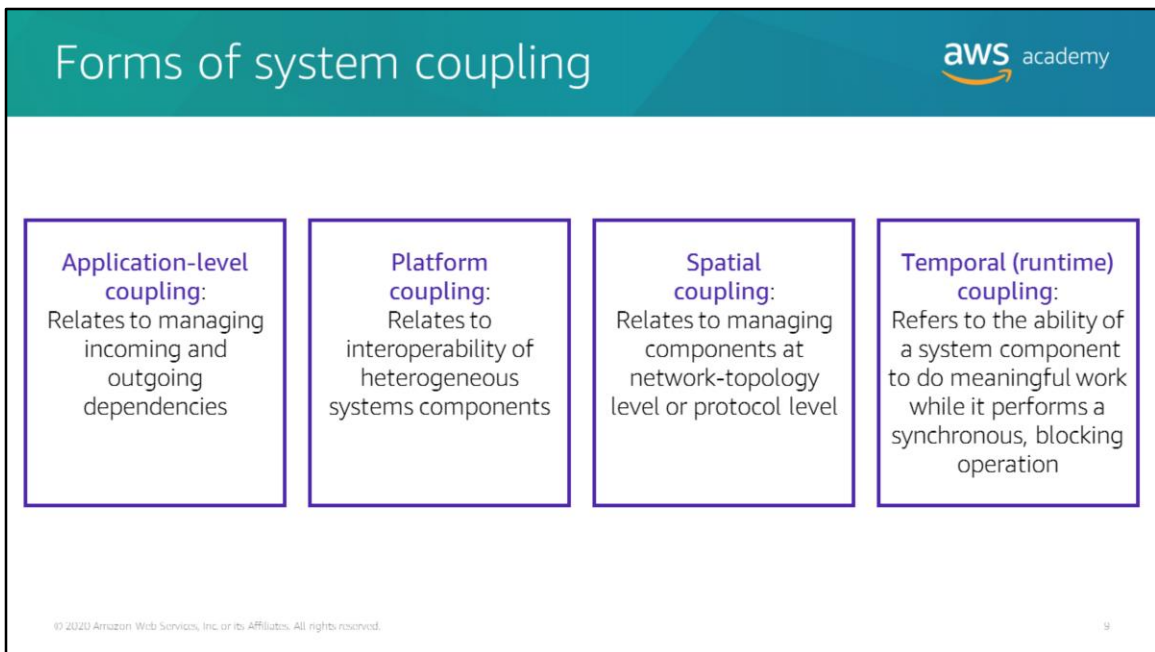 Forms of system coupling
aws academy
Application-level
coupling:
Relates to managing
incoming and
outgoing
dependencies
Platform
coupling:
Relates to
interoperability of
heterogeneous
systems components
Spatial
coupling:
Relates to managing
components at
network-topology
level or protocol level
Temporal (runtime)
coupling:
Refers to the ability of
a system component
to do meaningful work
while it performs a
synchronous, blocking
operation
© 2020 Amazon Web Services, Inc. or its Affiliates. All rights reserved.
9